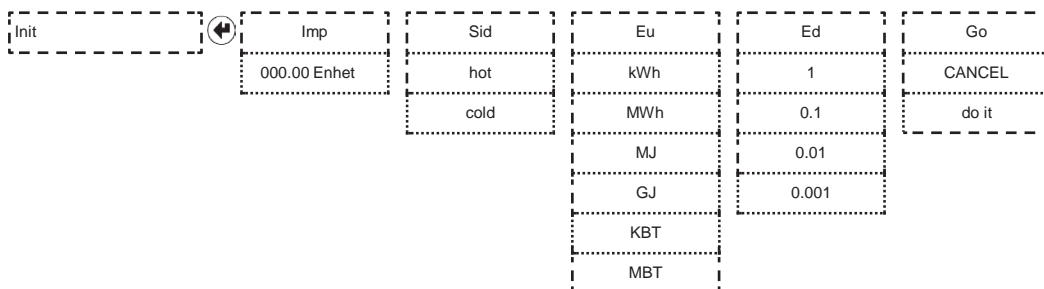 Init
Imp
Sid
Eu
Ed
Go
000.00 Enhet
hot
kWh
1
CANCEL
cold
MWh
0.1
do it
MJ
0.01
GJ
0.001
KBT
MBT